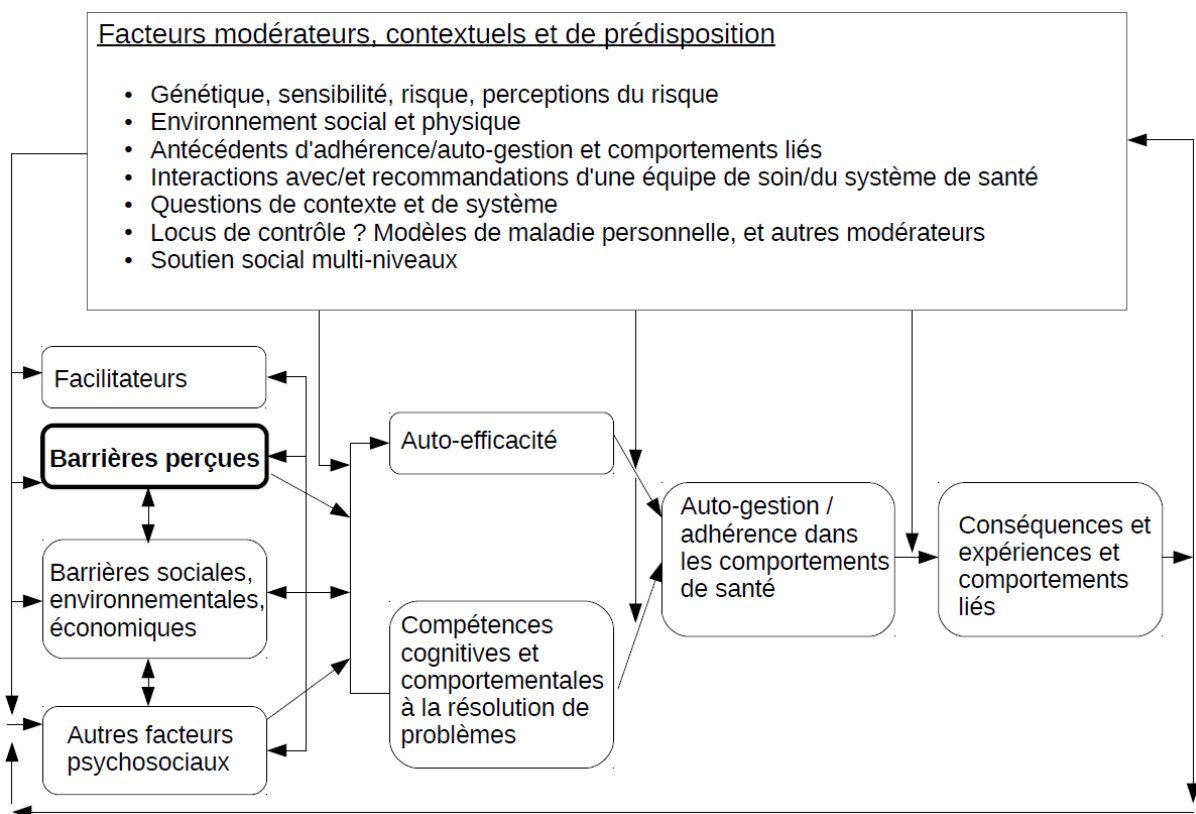 Facteurs modérateurs, contextuels et de prédisposition
• Génétique, sensibilité, risque, perceptions du risque
• Environnement social et physique
• Antécédents d'adhérence/auto-gestion et comportements liés
• Interactions avec/et recommandations d'une équipe de soin/du système de santé
• Questions de contexte et de système
• Locus de contrôle ? Modèles de maladie personnelle, et autres modérateurs
• Soutien social multi-niveaux
Facilitateurs
Barrières perçues
Barrières sociales,
environnementales,
économiques
Autres facteurs
psychosociaux
Auto-efficacité
Compétences
cognitives et
comportementales
à la résolution de
problèmes
Auto-gestion /
adhérence dans
les comportements
de santé
Conséquences et
expériences et
comportements
liés